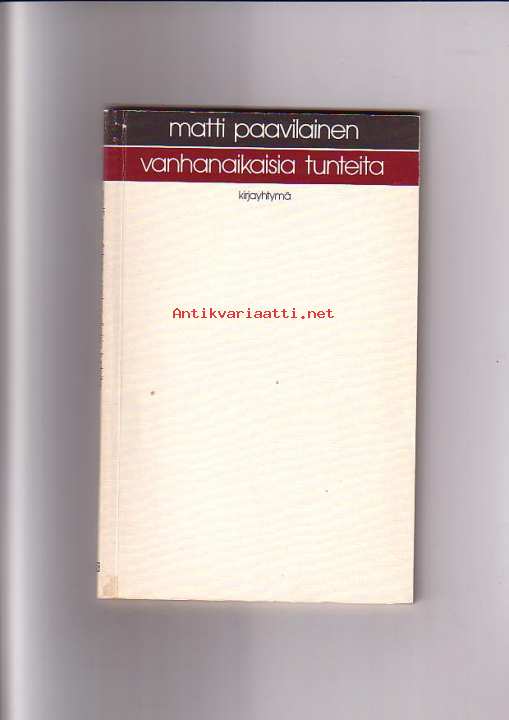 matti paavilainen
vanhanaikaisia tunteita
kirjayhtymä
Antikvariaatti.net